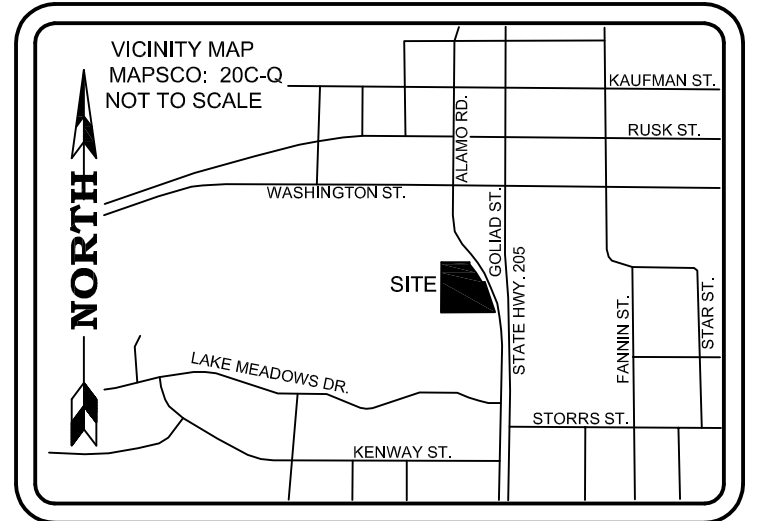 VICINITY MAP
MAPSCO: 20C-Q
NOT TO SCALE
NORTH
KAUFMAN ST.
RUSK ST.
ALAMO RD.
WASHINGTON ST.
GOLIAD ST.
STATE HWY. 205
SITE
FANNIN ST.
STAR ST.
LAKE MEADOWS DR.
STORRS ST.
KENWAY ST.